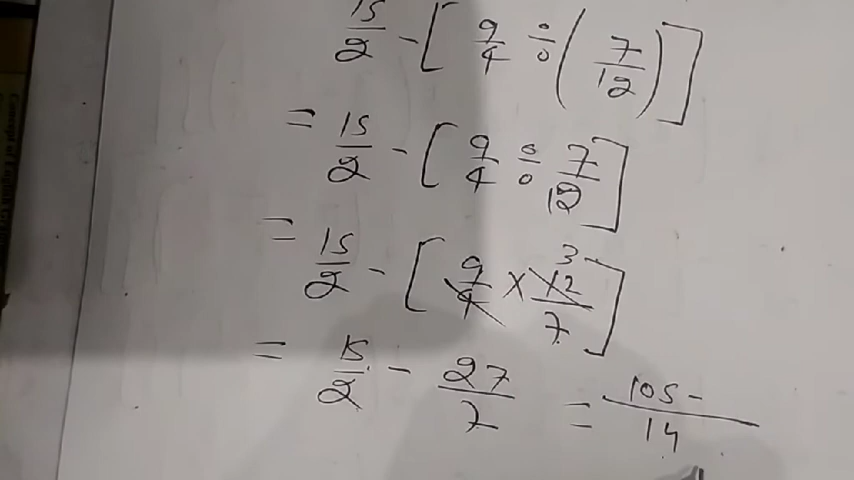 15/2 - [ 9/4 ÷ ( 7/12 ) ]
= 15/2 - [ 9/4 ÷ 7/12 ]
= 15/2 - [ 9/4 × 12/7 ] 3
= 15/2 - 27/7 = 105 - / 14